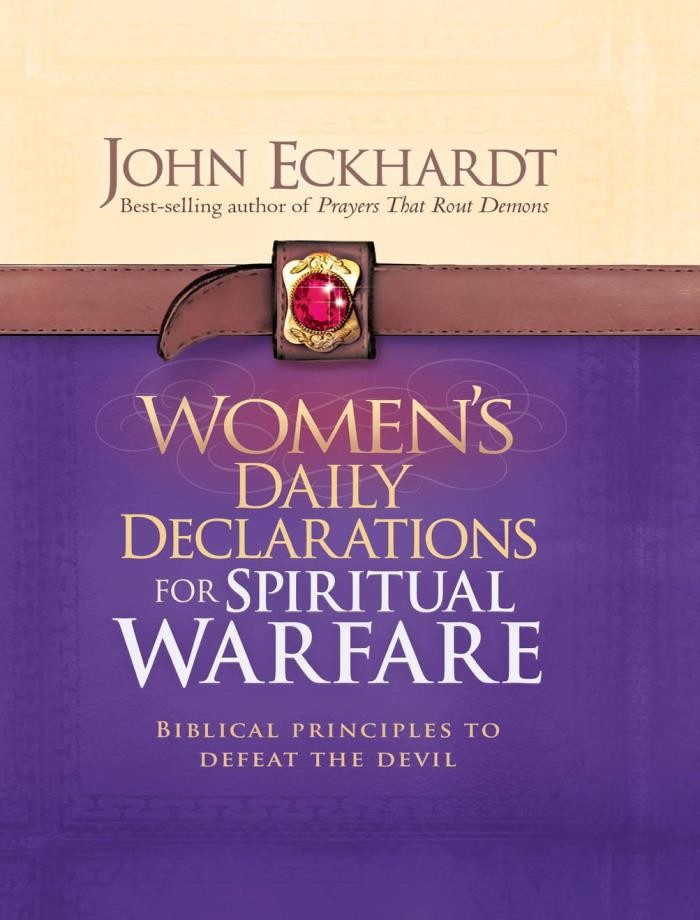 JOHN ECKHARDT
Best-selling author of Prayers That Rout Demons
WOMEN'S
DAILY
DECLARATIONS
FOR SPIRITUAL
WARFARE
BIBLICAL PRINCIPLES TO
DEFEAT THE DEVIL